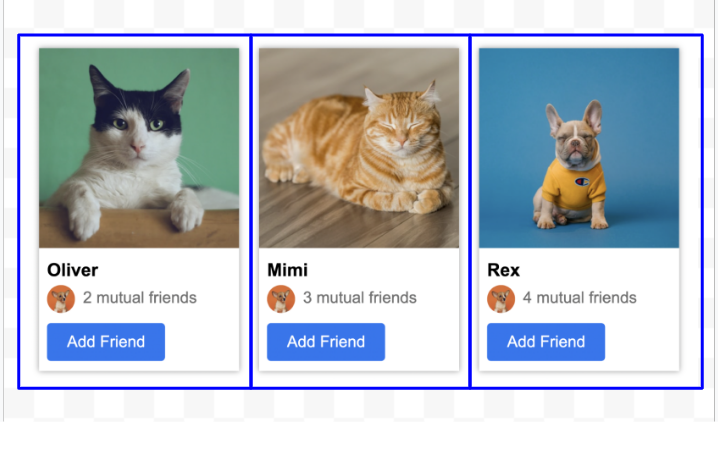 Oliver
2 mutual friends
Add Friend
Mimi
3 mutual friends
Add Friend
Rex
4 mutual friends
Add Friend